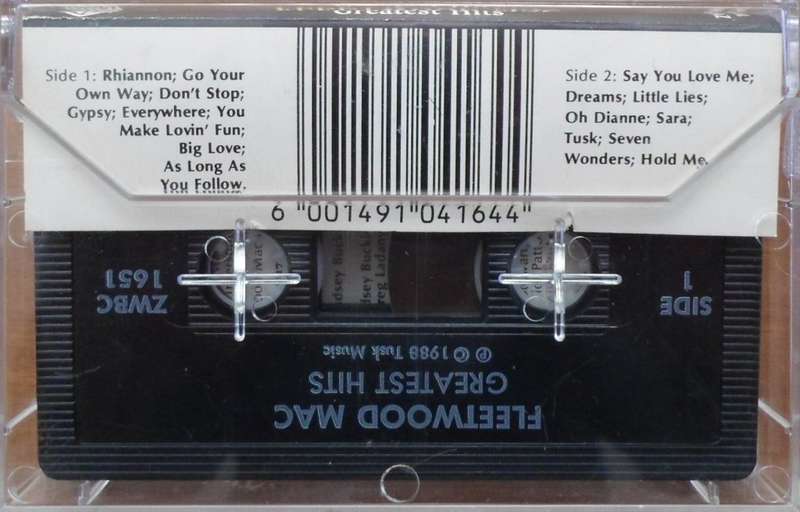 Greatest Hits
Side 1: Rhiannon; Go Your
Own Way; Don't Stop;
Gypsy; Everywhere; You
Make Lovin' Fun;
Big Love;
As Long As
You Follow.
Side 2: Say You Love Me;
Dreams; Little Lies;
Oh Dianne; Sara;
Tusk; Seven
Wonders; Hold Me.
6 "001491"041644"
FLEETWOOD MAC
GREATEST HITS
℗ © 1988 Tusk Music
SIDE
1
ZWBC
1651